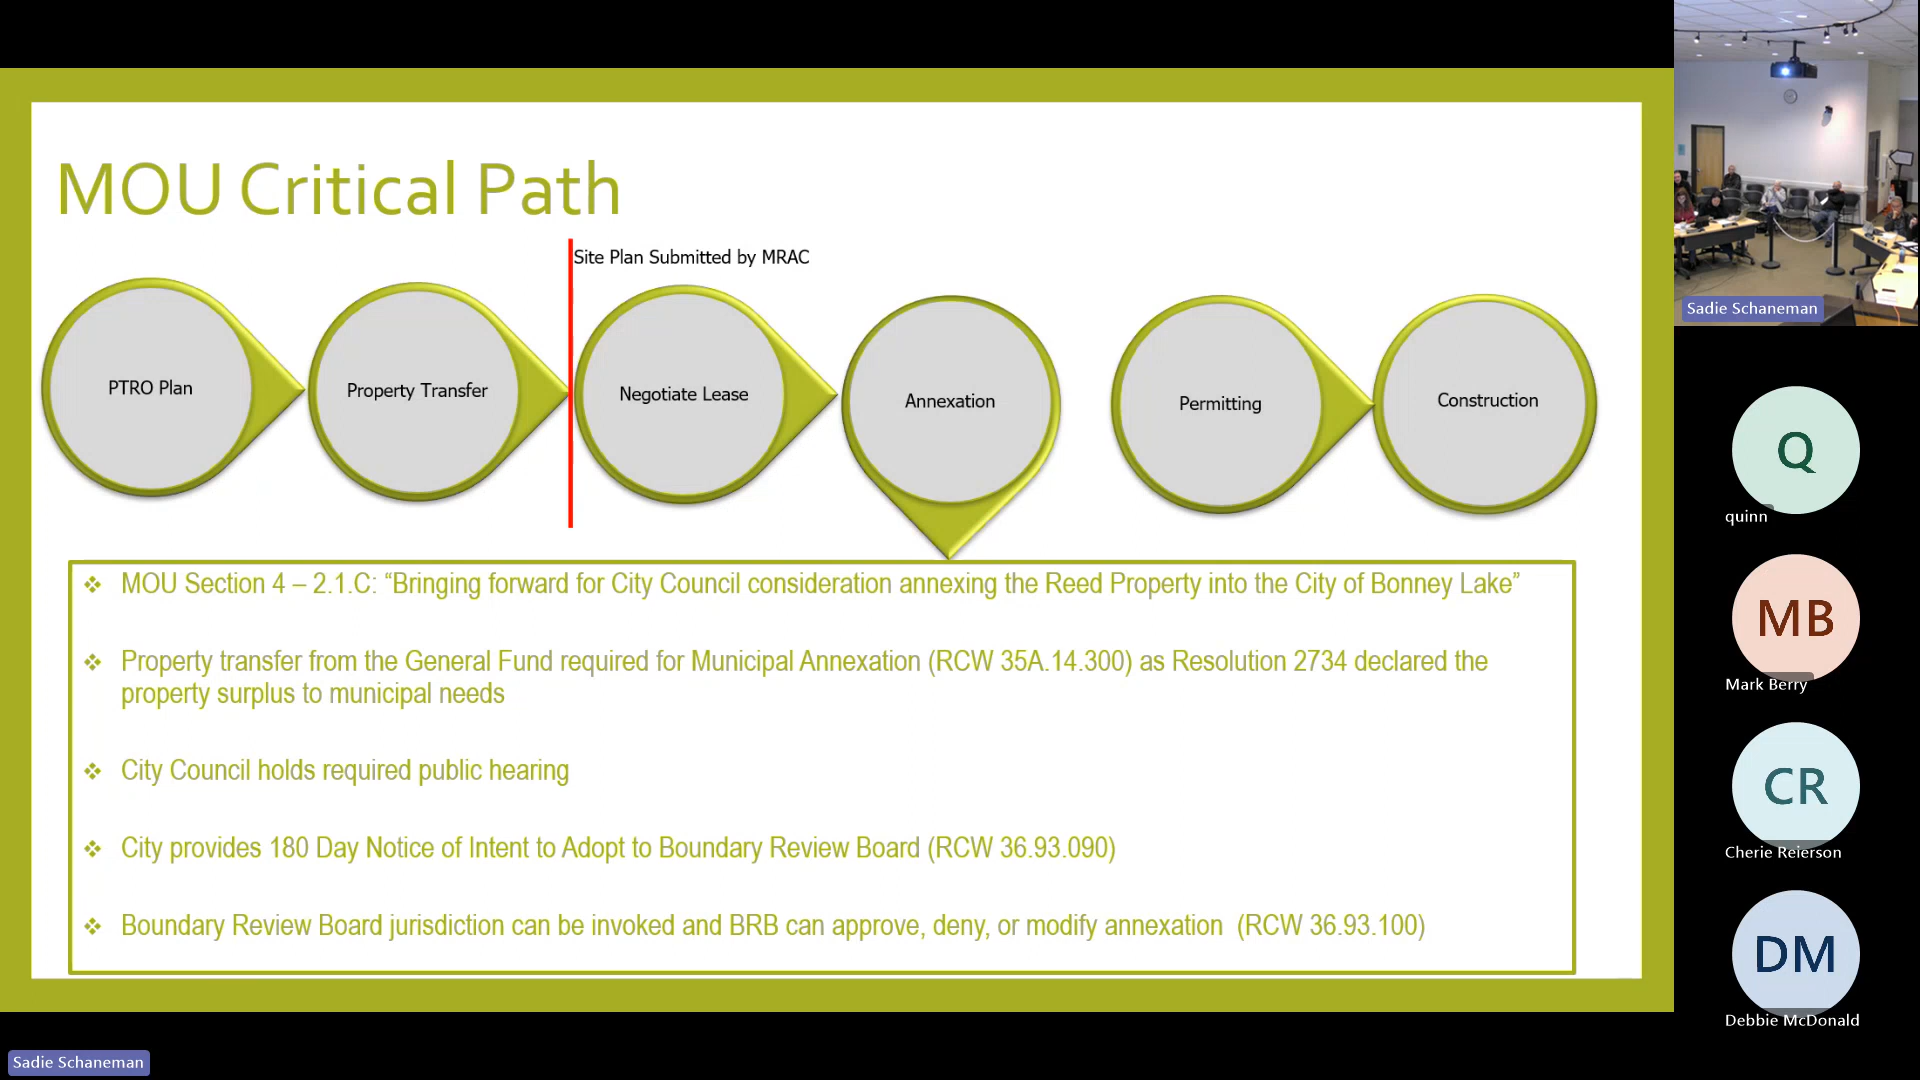 MOU Critical Path
Site Plan Submitted by MRAC
PTRO Plan
Property Transfer
Negotiate Lease
Annexation
Permitting
Construction
MOU Section 4 – 2.1.C: “Bringing forward for City Council consideration annexing the Reed Property into the City of Bonney Lake”
Property transfer from the General Fund required for Municipal Annexation (RCW 35A.14.300) as Resolution 2734 declared the
property surplus to municipal needs
City Council holds required public hearing
City provides 180 Day Notice of Intent to Adopt to Boundary Review Board (RCW 36.93.090)
Boundary Review Board jurisdiction can be invoked and BRB can approve, deny, or modify annexation (RCW 36.93.100)
Sadie Schaneman
Sadie Schaneman
Q
quinn
MB
Mark Berry
CR
Cherie Reierson
DM
Debbie McDonald